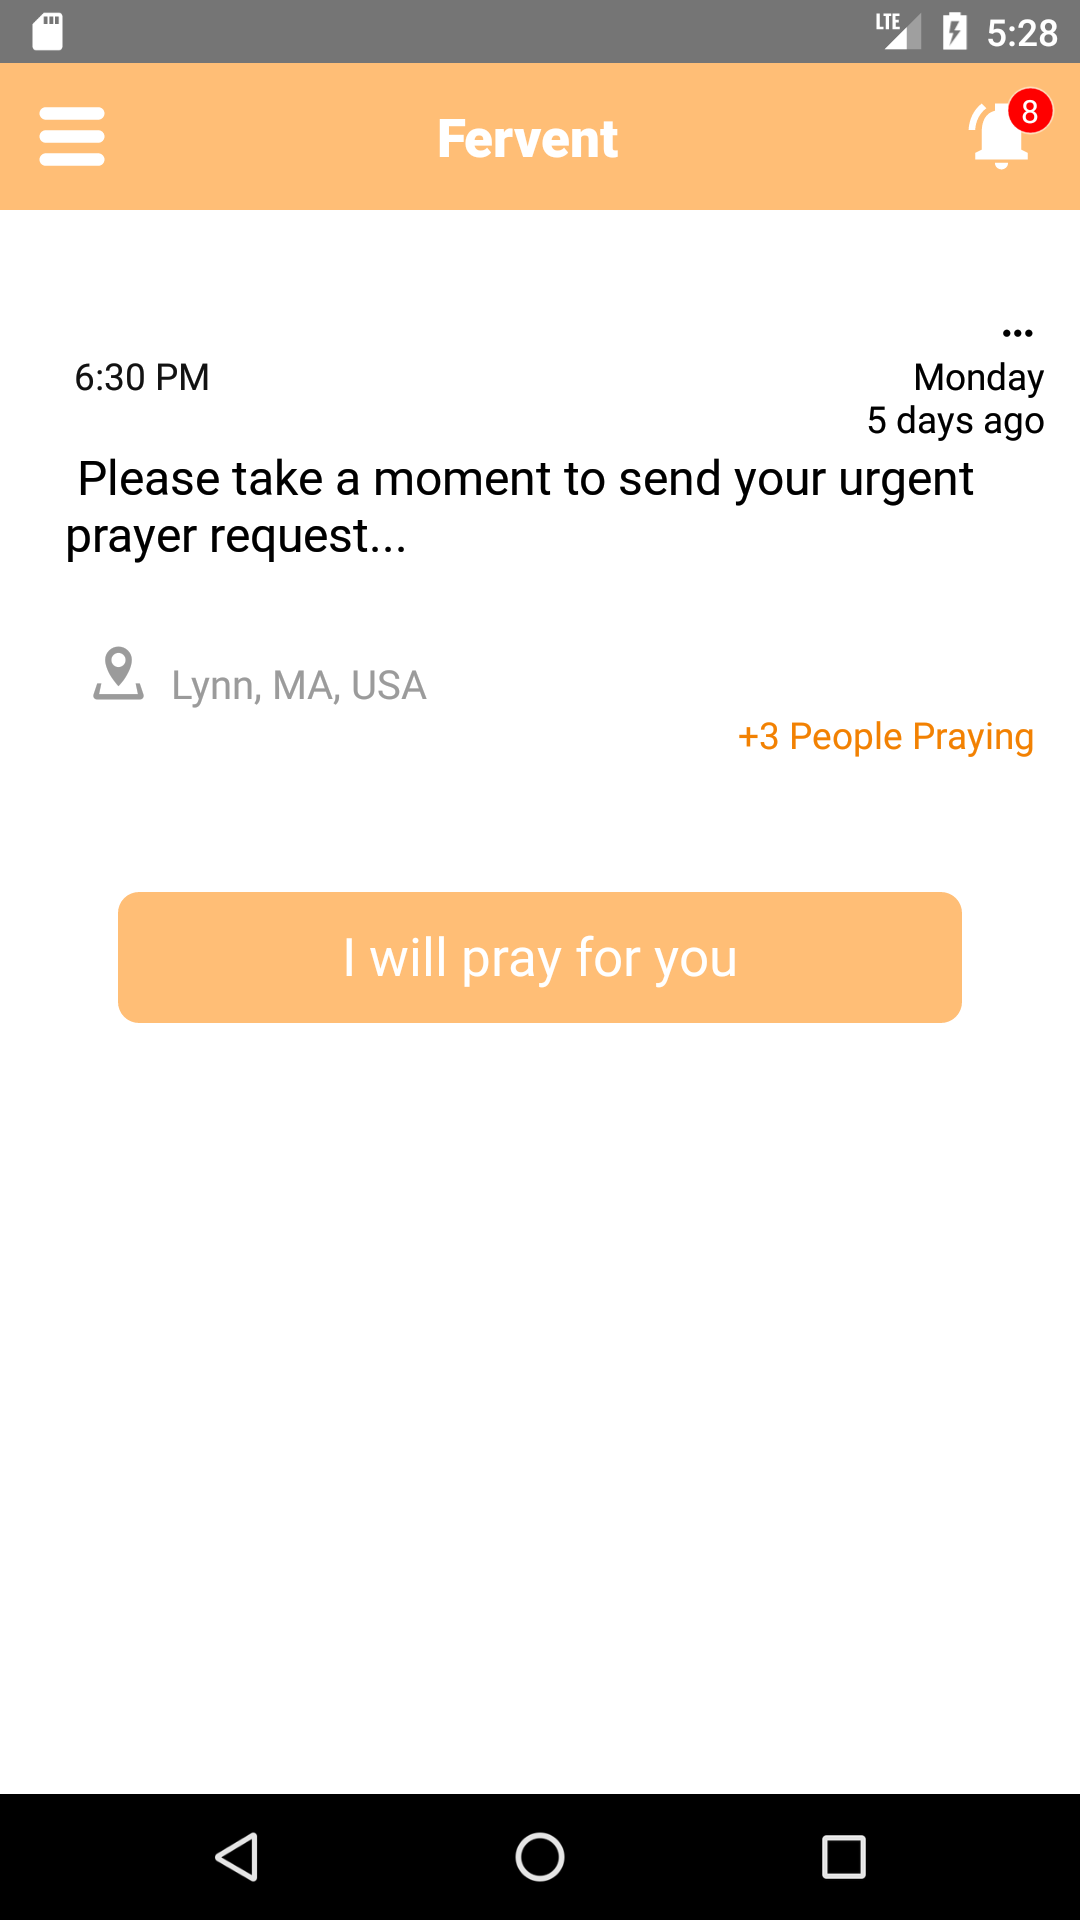 LTE 5:28
Fervent 8
...
6:30 PM Monday
5 days ago
Please take a moment to send your urgent
prayer request...
Lynn, MA, USA
+3 People Praying
I will pray for you